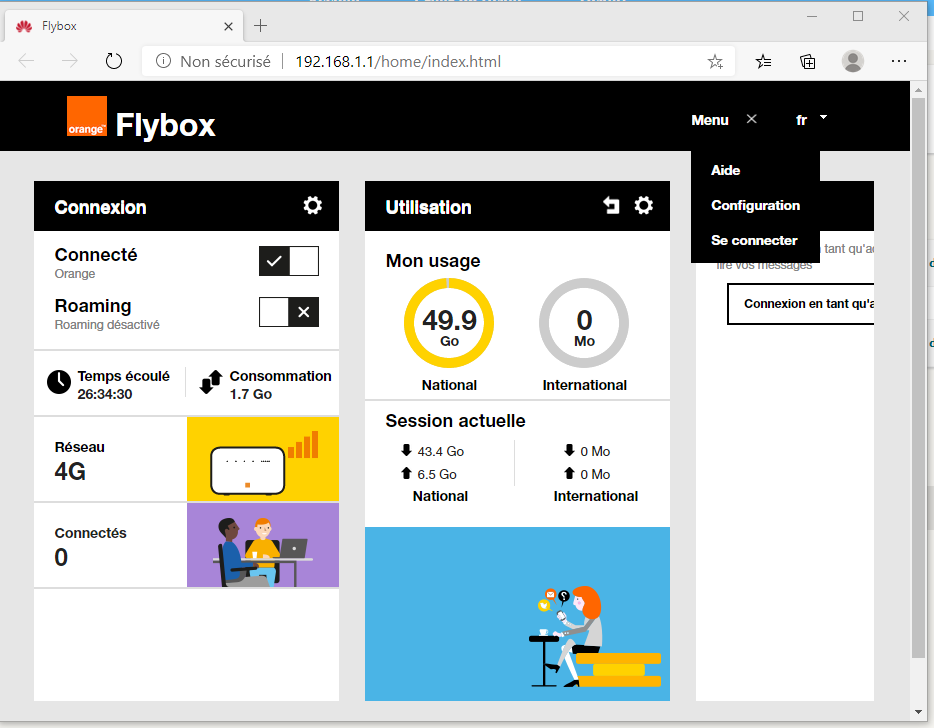 Flybox
Non sécurisé
192.168.1.1/home/index.html
orange™
Flybox
Menu
fr
Aide
Configuration
Se connecter
Connexion
Connecté
Orange
Roaming
Roaming désactivé
Temps écoulé
26:34:30
Consommation
1.7 Go
Réseau
4G
Connectés
0
Utilisation
Mon usage
49.9
Go
National
0
Mo
International
Session actuelle
43.4 Go
6.5 Go
National
0 Mo
0 Mo
International
tant qu'a
lire vos messages
Connexion en tant qu'a